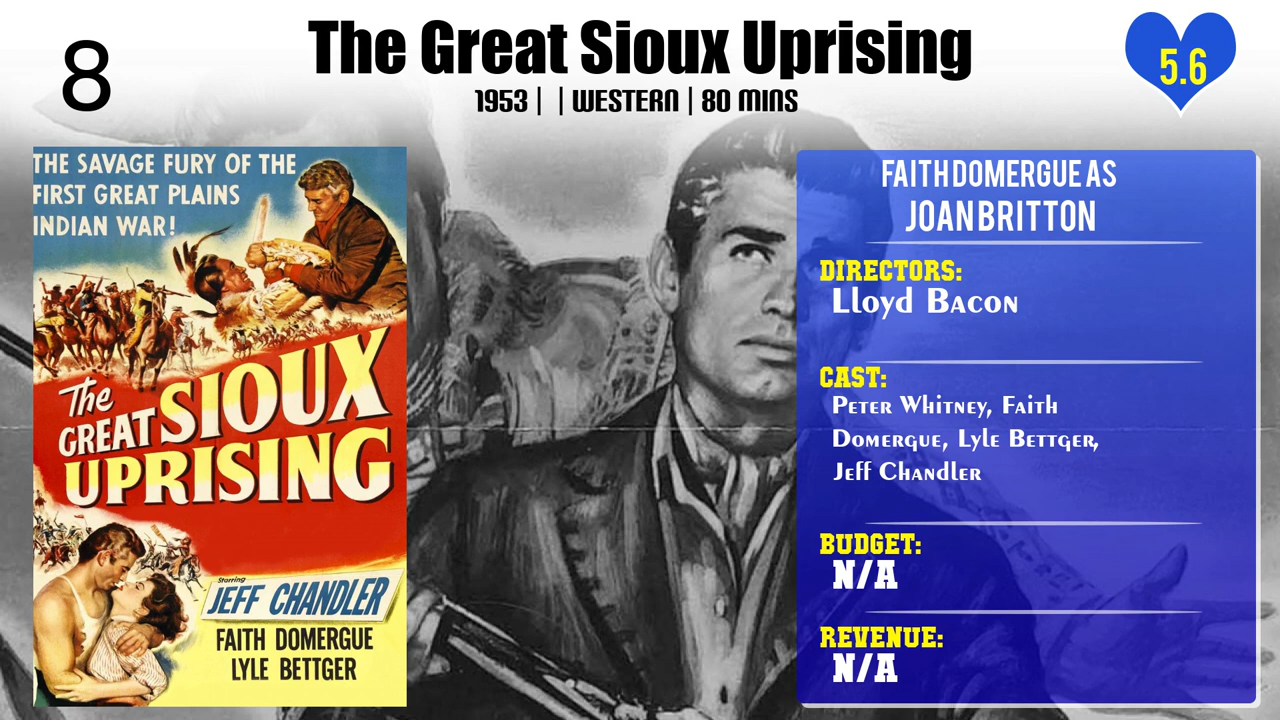 8
The Great Sioux Uprising
1953 | | WESTERN | 80 MINS
5.6
THE SAVAGE FURY OF THE
FIRST GREAT PLAINS
INDIAN WAR!
The
GREAT SIOUX
UPRISING
Starring
JEFF CHANDLER
FAITH DOMERGUE
LYLE BETTGER
FAITH DOMERGUE AS
JOAN BRITTON
DIRECTORS:
Lloyd Bacon
CAST:
Peter Whitney, Faith
Domergue, Lyle Bettger,
Jeff Chandler
BUDGET:
N/A
REVENUE:
N/A